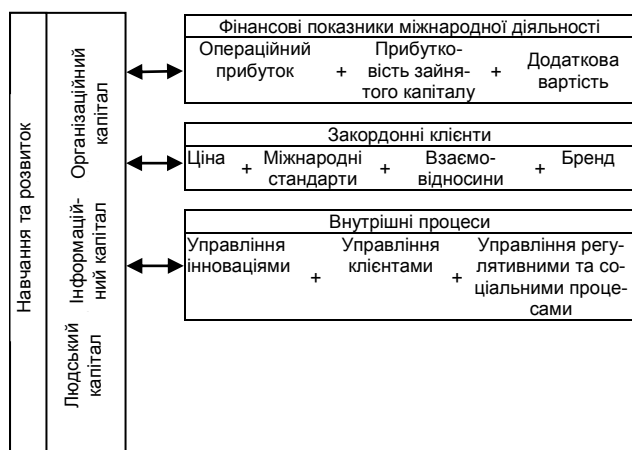 Навчання та розвиток
Організаційний
капітал
Інформацій-
ний капітал
Людський
капітал
Фінансові показники міжнародної діяльності
Операційний
прибуток
+
Прибутко-
вість зайня-
того капіталу
+
Додаткова
вартість
Закордонні клієнти
Ціна
+
Міжнародні
стандарти
+
Взаємо-
відносини
+
Бренд
Внутрішні процеси
Управління
інноваціями
+
Управління
клієнтами
+
Управління регу-
лятивними та со-
ціальними проце-
сами